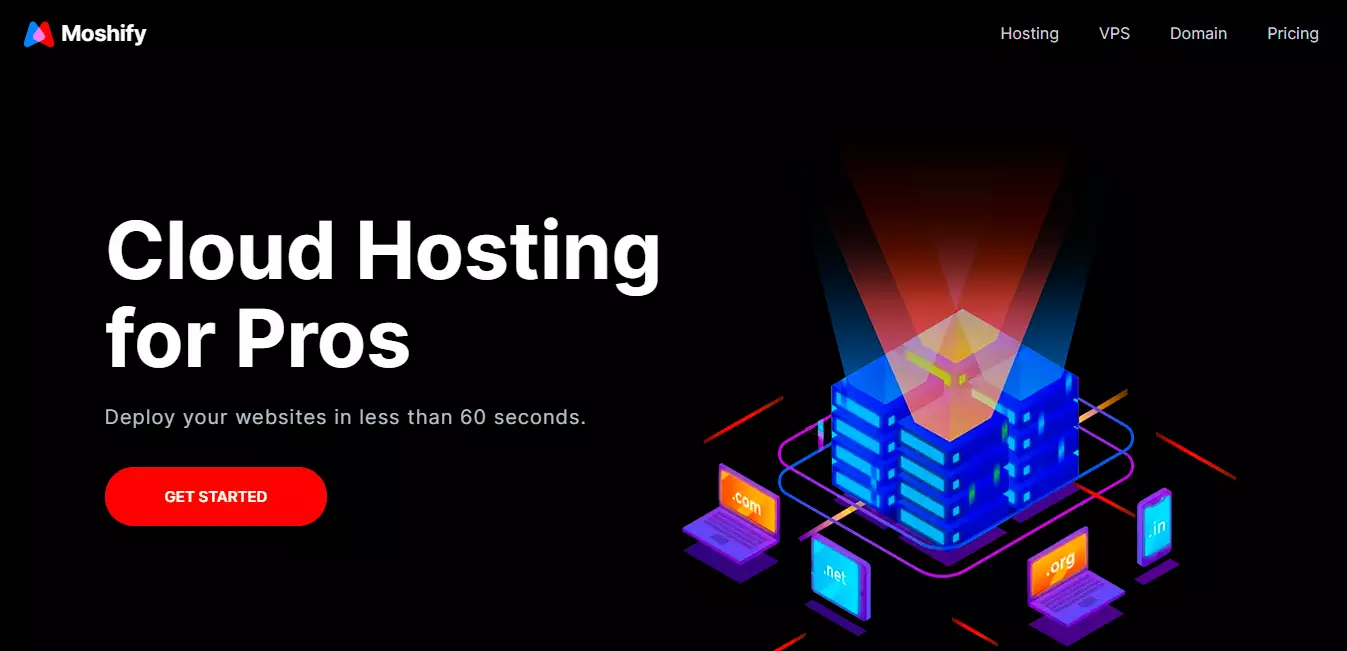 Moshify
Hosting
VPS
Domain
Pricing
Cloud Hosting
for Pros
Deploy your websites in less than 60 seconds.
GET STARTED
.com
.net
.org
.in